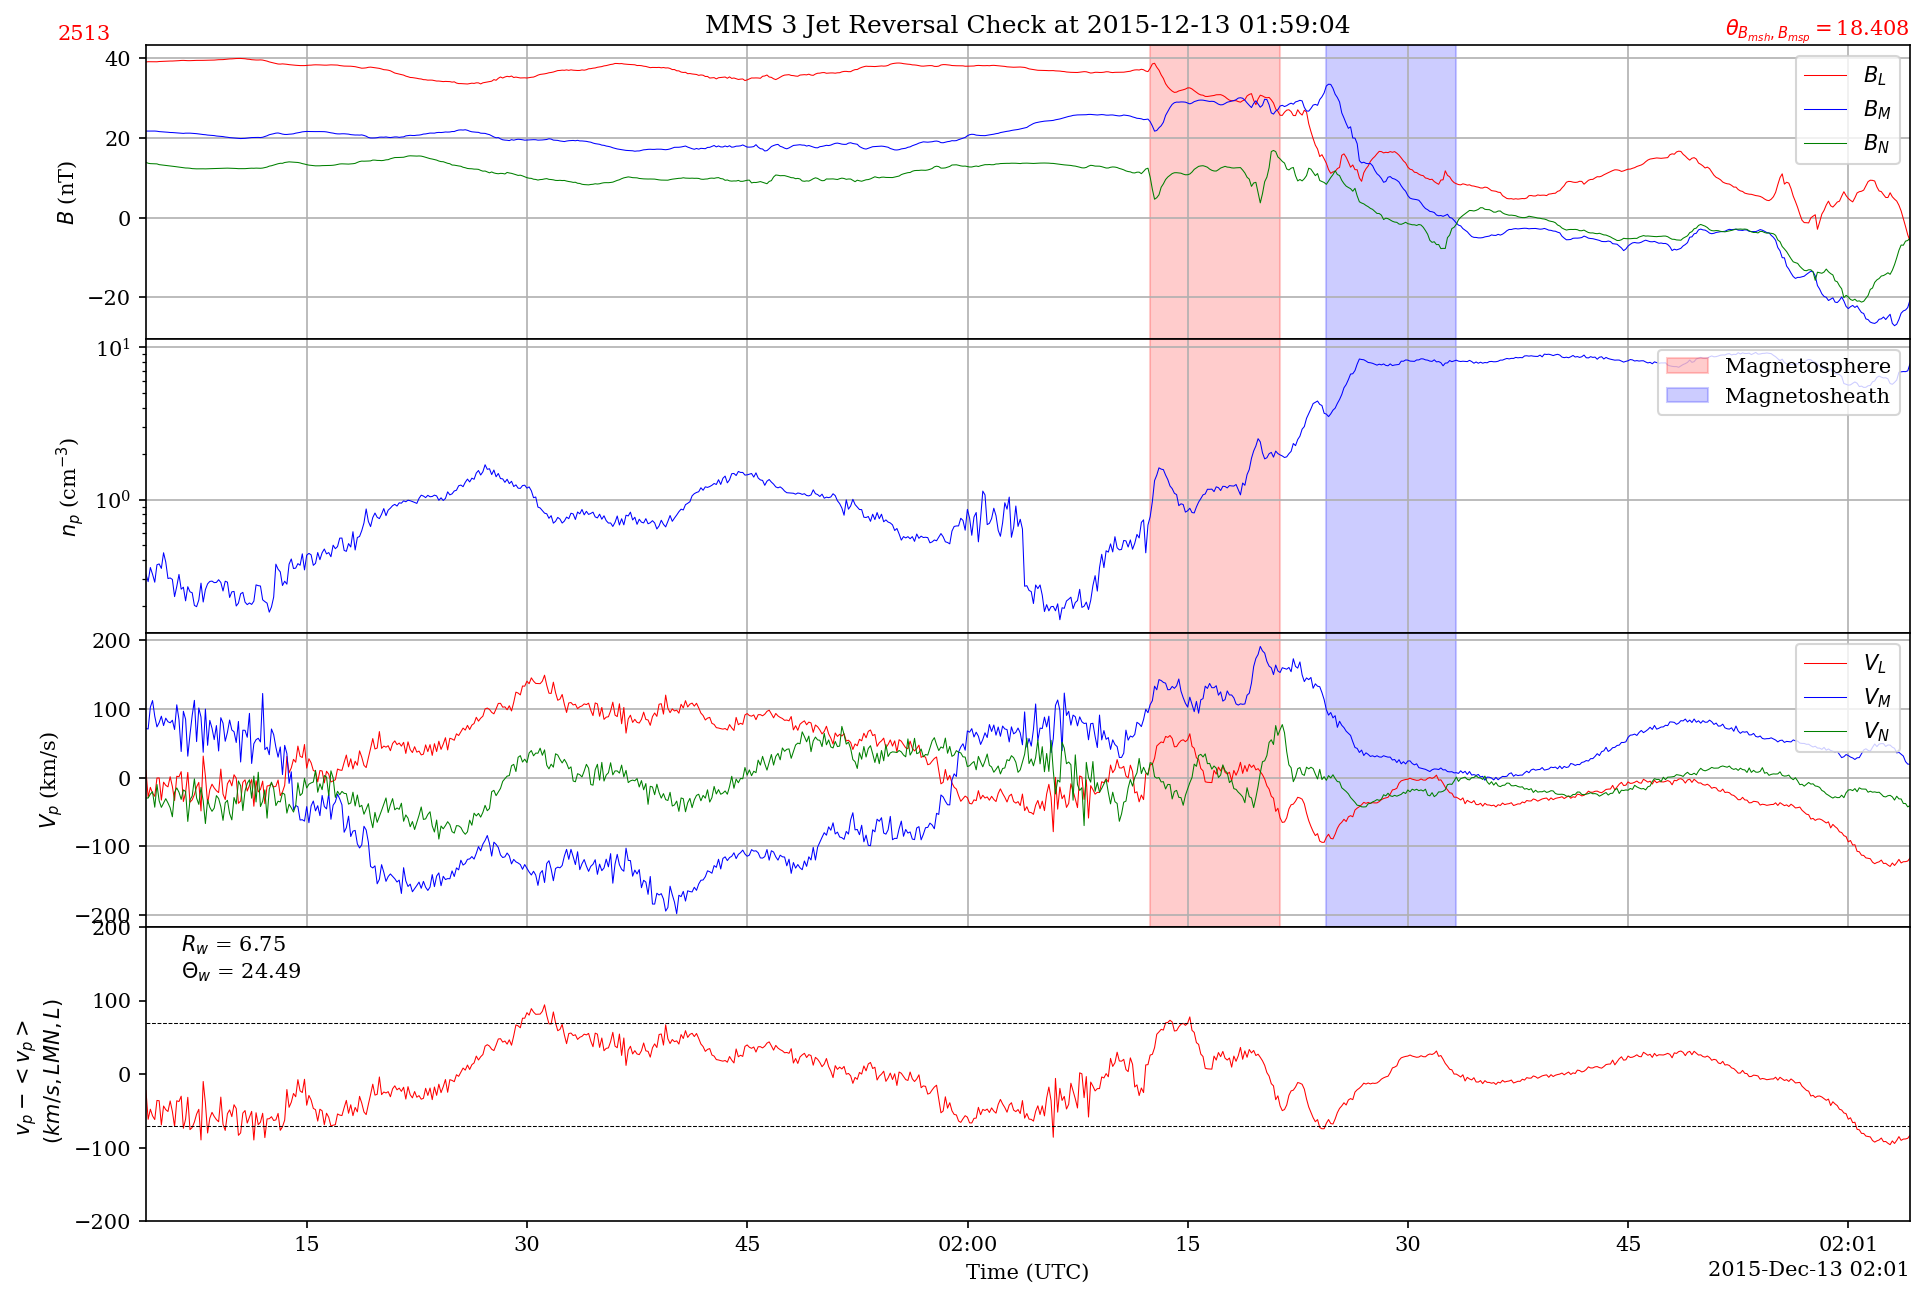 MMS 3 Jet Reversal Check at 2015-12-13 01:59:04
2513
θ_{B_{msh}, B_{msp}} = 18.408
40
20
0
−20
B (nT)
B_L
B_M
B_N
10^1
10^0
n_p (cm^{−3})
Magnetosphere
Magnetosheath
200
100
0
−100
−200
V_p (km/s)
V_L
V_M
V_N
200
100
0
−100
−200
v_p − < v_p >
(km/s, LMN, L)
R_w = 6.75
Θ_w = 24.49
15 30 45 02:00 15 30 45 02:01
Time (UTC)
2015-Dec-13 02:01